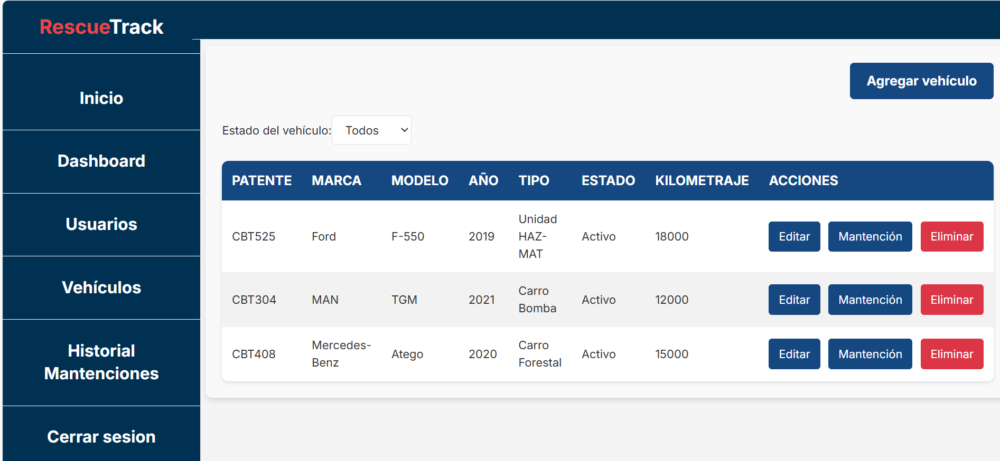 RescueTrack
Inicio
Dashboard
Usuarios
Vehículos
Historial
Mantenciones
Cerrar sesion
Agregar vehículo
Estado del vehículo: Todos
PATENTE MARCA MODELO AÑO TIPO ESTADO KILOMETRAJE ACCIONES
CBT525 Ford F-550 2019 Unidad HAZ-MAT Activo 18000 Editar Mantención Eliminar
CBT304 MAN TGM 2021 Carro Bomba Activo 12000 Editar Mantención Eliminar
CBT408 Mercedes-Benz Atego 2020 Carro Forestal Activo 15000 Editar Mantención Eliminar